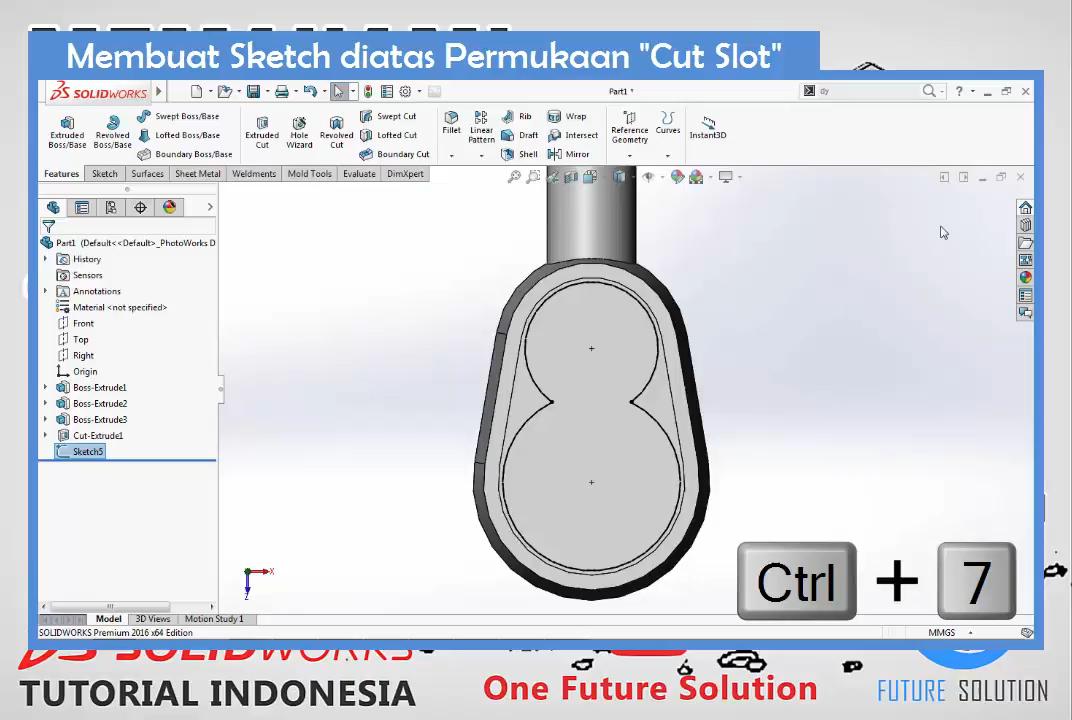 Membuat Sketch diatas Permukaan "Cut Slot"
SOLIDWORKS
Part1 *
dy
Extruded Boss/Base
Revolved Boss/Base
Swept Boss/Base
Lofted Boss/Base
Boundary Boss/Base
Extruded Cut
Hole Wizard
Revolved Cut
Swept Cut
Lofted Cut
Boundary Cut
Fillet
Linear Pattern
Rib
Draft
Shell
Wrap
Intersect
Mirror
Reference Geometry
Curves
Instant3D
Features Sketch Surfaces Sheet Metal Weldments Mold Tools Evaluate DimXpert
Part1 (Default<<Default>_PhotoWorks D
History
Sensors
Annotations
Material <not specified>
Front
Top
Right
Origin
Boss-Extrude1
Boss-Extrude2
Boss-Extrude3
Cut-Extrude1
Sketch5
X
Z
Ctrl + 7
Model 3D Views Motion Study 1
SOLIDWORKS Premium 2016 x64 Edition
MMGS
SOLIDWORKS
TUTORIAL INDONESIA
One Future Solution
FUTURE SOLUTION